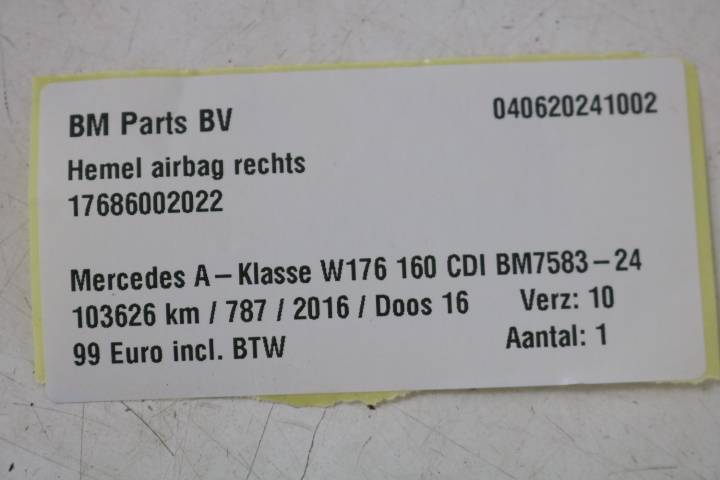 BM Parts BV 040620241002
Hemel airbag rechts
17686002022
Mercedes A-Klasse W176 160 CDI BM7583-24
103626 km / 787 / 2016 / Doos 16 Verz: 10
99 Euro incl. BTW Aantal: 1